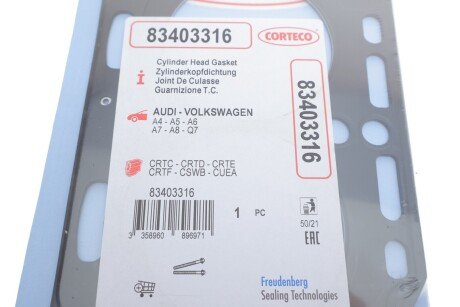 83403316
CORTECO
Cylinder Head Gasket
Zylinderkopfdichtung
Joint De Culasse
Guarnizione T.C.
83403316
AUDI - VOLKSWAGEN
A4 - A5 - A6
A7 - A8 - Q7
CRTC - CRTD - CRTE
CRTF - CSWB - CUEA
83403316
1 PC
3 358960 896971
50/21
EAC
Freudenberg
Sealing Technologies